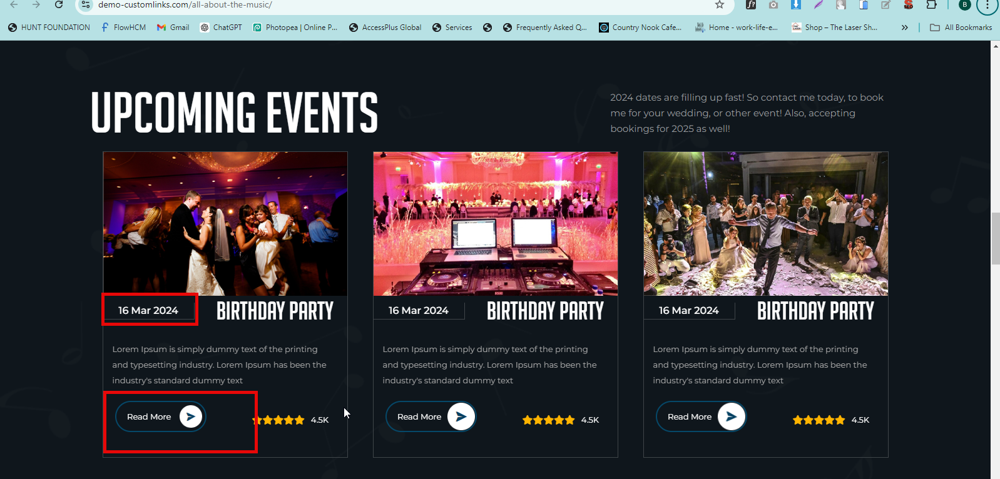 demo-customlinks.com/all-about-the-music/
HUNT FOUNDATION
FlowHCM
Gmail
ChatGPT
Photopea | Online P...
AccessPlus Global
Services
Frequently Asked Q...
Country Nook Cafe...
Home - work-life-e...
Shop – The Laser Sh...
All Bookmarks
UPCOMING EVENTS
2024 dates are filling up fast! So contact me today, to book
me for your wedding, or other event! Also, accepting
bookings for 2025 as well!
16 Mar 2024
BIRTHDAY PARTY
Lorem Ipsum is simply dummy text of the printing
and typesetting industry. Lorem Ipsum has been the
industry's standard dummy text
Read More
4.5K
16 Mar 2024
BIRTHDAY PARTY
Lorem Ipsum is simply dummy text of the printing
and typesetting industry. Lorem Ipsum has been the
industry's standard dummy text
Read More
4.5K
16 Mar 2024
BIRTHDAY PARTY
Lorem Ipsum is simply dummy text of the printing
and typesetting industry. Lorem Ipsum has been the
industry's standard dummy text
Read More
4.5K